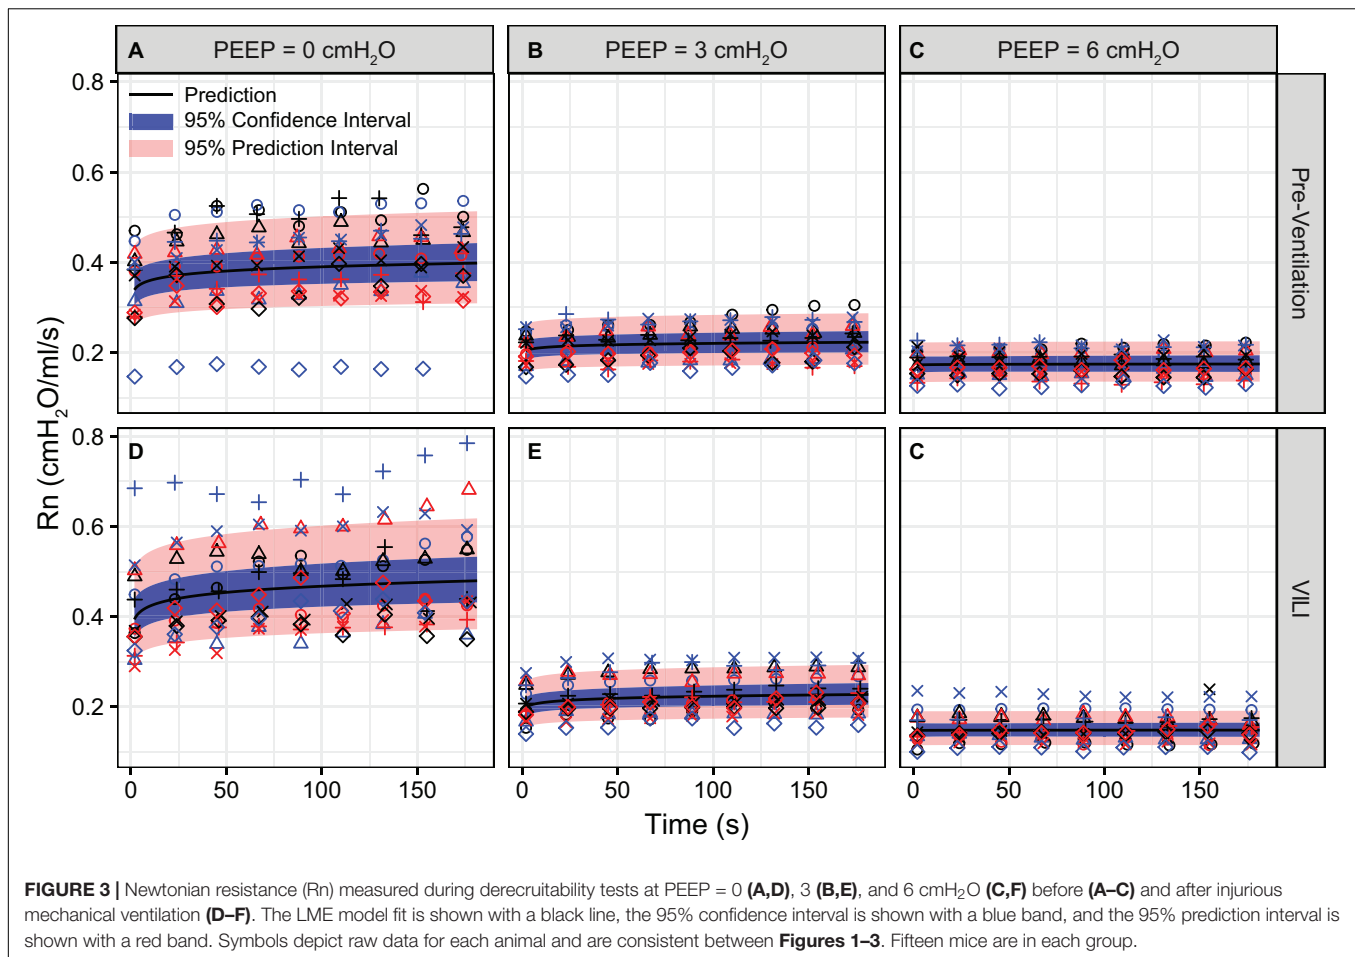 A PEEP = 0 cmH₂O
B PEEP = 3 cmH₂O
C PEEP = 6 cmH₂O
Prediction
95% Confidence Interval
95% Prediction Interval
0.8
0.6
0.4
0.2
Pre-Ventilation
Rn (cmH₂O/ml/s)
D
E
C
0.8
0.6
0.4
0.2
VILI
0 50 100 150
0 50 100 150
0 50 100 150
Time (s)
FIGURE 3 | Newtonian resistance (Rn) measured during derecruitability tests at PEEP = 0 (A,D), 3 (B,E), and 6 cmH₂O (C,F) before (A–C) and after injurious
mechanical ventilation (D–F). The LME model fit is shown with a black line, the 95% confidence interval is shown with a blue band, and the 95% prediction interval is
shown with a red band. Symbols depict raw data for each animal and are consistent between Figures 1–3. Fifteen mice are in each group.